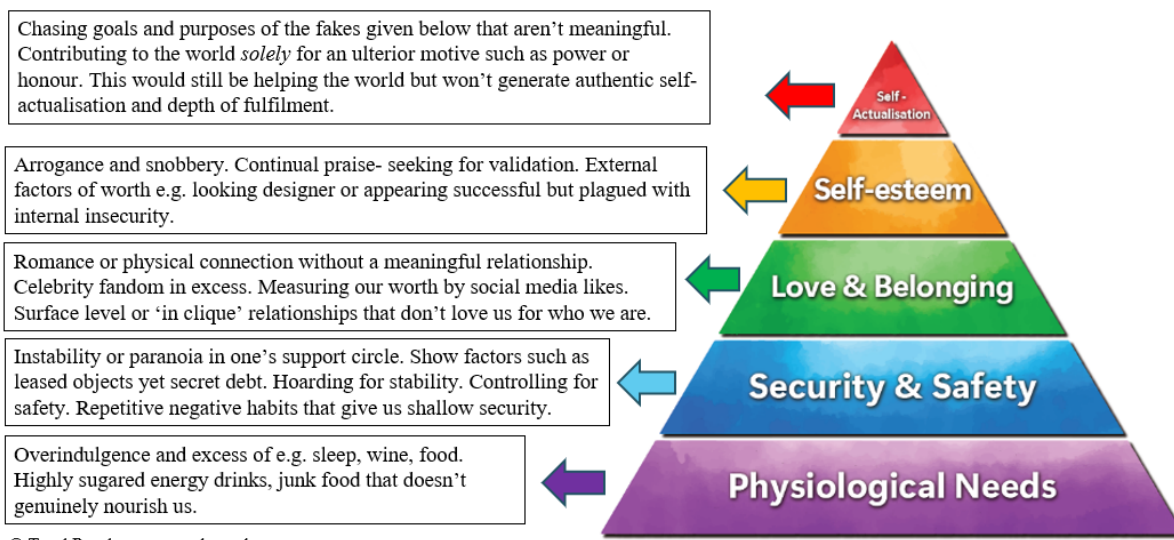 Chasing goals and purposes of the fakes given below that aren’t meaningful.
Contributing to the world solely for an ulterior motive such as power or
honour. This would still be helping the world but won’t generate authentic self-
actualisation and depth of fulfilment.
Self -
Actualisation
Arrogance and snobbery. Continual praise- seeking for validation. External
factors of worth e.g. looking designer or appearing successful but plagued with
internal insecurity.
Self-esteem
Romance or physical connection without a meaningful relationship.
Celebrity fandom in excess. Measuring our worth by social media likes.
Surface level or ‘in clique’ relationships that don’t love us for who we are.
Love & Belonging
Instability or paranoia in one’s support circle. Show factors such as
leased objects yet secret debt. Hoarding for stability. Controlling for
safety. Repetitive negative habits that give us shallow security.
Security & Safety
Overindulgence and excess of e.g. sleep, wine, food.
Highly sugared energy drinks, junk food that doesn’t
genuinely nourish us.
Physiological Needs